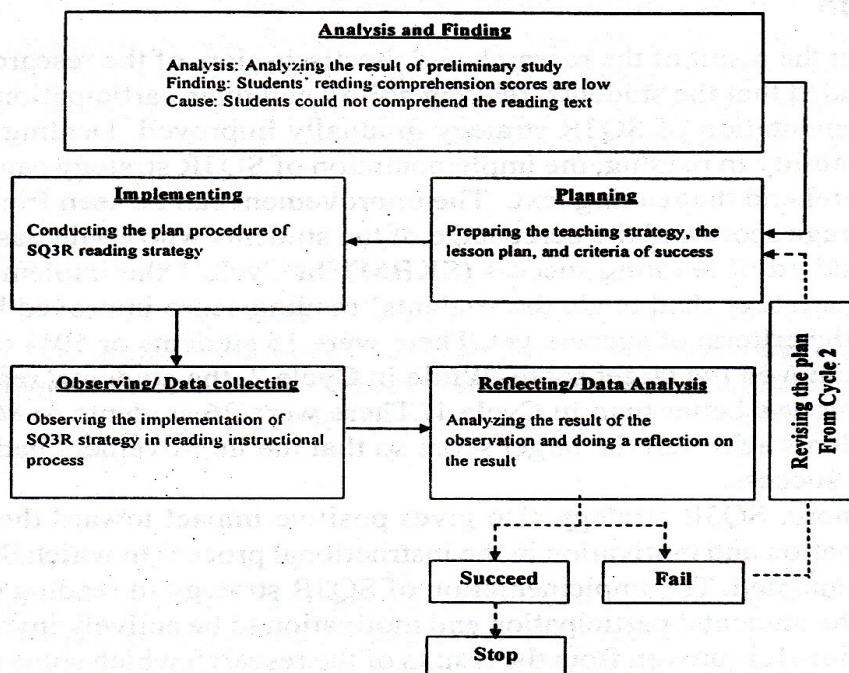 Analysis and Finding
Analysis: Analyzing the result of preliminary study
Finding: Students' reading comprehension scores are low
Cause: Students could not comprehend the reading text
Implementing
Conducting the plan procedure of
SQ3R reading strategy
Planning
Preparing the teaching strategy, the
lesson plan, and criteria of success
Observing/ Data collecting
Observing the implementation of
SQ3R strategy in reading instructional
process
Reflecting/ Data Analysis
Analyzing the result of the
observation and doing a reflection on
the result
Revising the plan
From Cycle 2
Succeed
Fail
Stop